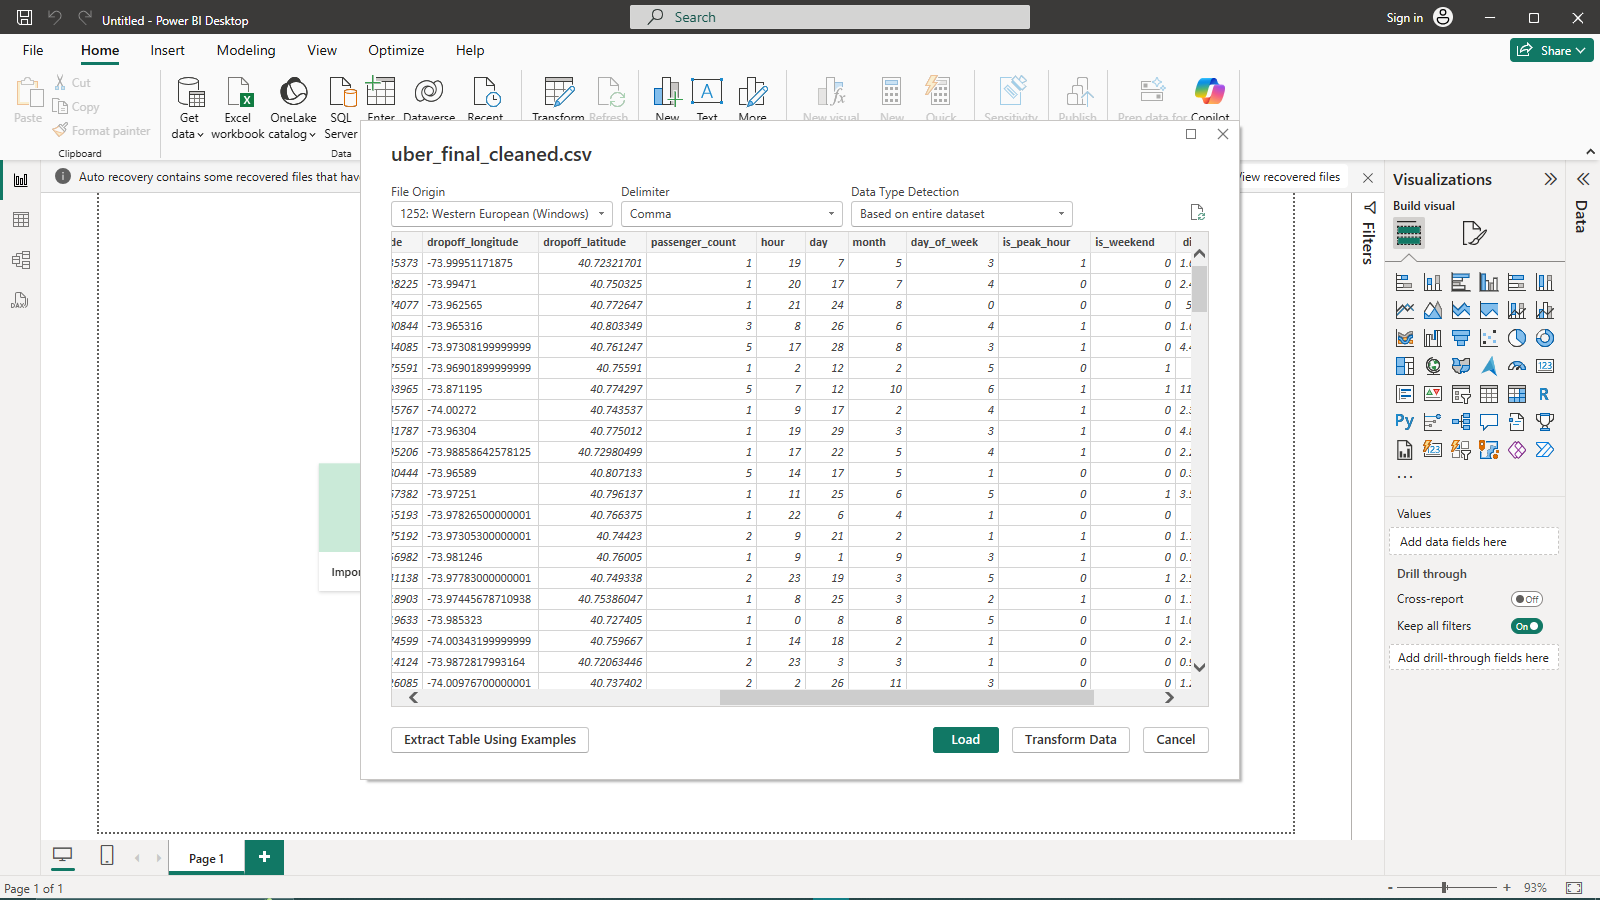 Untitled - Power BI Desktop
Search
Sign in
File
Home
Insert
Modeling
View
Optimize
Help
Share
Paste
Cut
Copy
Format painter
Clipboard
Get data
Excel workbook
OneLake catalog
SQL Server
Enter
Dataverse
Recent
Transform
Refresh
New
Text
More
New visual
New
Quick
Sensitivity
Publish
Prep data for
Copilot
Data
Auto recovery contains some recovered files that
View recovered files
uber_final_cleaned.csv
File Origin
Delimiter
Data Type Detection
1252: Western European (Windows)
Comma
Based on entire dataset
de dropoff_longitude dropoff_latitude passenger_count hour day month day_of_week is_peak_hour is_weekend di
35373 -73.99951171875 40.72321701 1 19 7 5 3 1 0 1.
28225 -73.99471 40.750325 1 20 17 7 4 0 0 2.4
74077 -73.962565 40.772647 1 21 24 8 0 0 0 5
90844 -73.965316 40.803349 3 8 26 6 4 1 0 1.
44085 -73.97308199999999 40.761247 5 17 28 8 3 1 0 4.4
75591 -73.96901899999999 40.75591 1 2 12 2 5 0 1
93965 -73.871195 40.774297 5 7 12 10 6 1 1 11
45767 -74.00272 40.743537 1 9 17 2 4 1 0 2.
41787 -73.96304 40.775012 1 19 29 3 3 1 0 4.
95206 -73.98858642578125 40.72980499 1 17 22 5 4 1 0 2.
80444 -73.96589 40.807133 5 14 17 5 1 0 0 0.
67382 -73.97251 40.796137 1 11 25 6 5 0 1 3.
65193 -73.97826500000001 40.766375 1 22 6 4 1 0 0
75192 -73.97305300000001 40.74423 2 9 21 2 1 1 0 1.
66982 -73.981246 40.76005 1 9 1 9 3 1 0 0.
41138 -73.97783000000001 40.749338 2 23 19 3 5 0 1 2.
18903 -73.97445678710938 40.75386047 1 8 25 3 2 1 0 1.
19633 -73.985323 40.727405 1 0 8 8 5 0 1 1.
74599 -74.00343199999999 40.759667 1 14 18 2 1 0 0 2.4
14124 -73.9872817993164 40.72063446 2 23 3 3 1 0 0 0.
26085 -74.00976700000001 40.737402 2 2 26 11 3 0 0 1.
Extract Table Using Examples
Load
Transform Data
Cancel
Filters
Visualizations
Build visual
Data
123
R
Py
Values
Add data fields here
Drill through
Cross-report
Off
Keep all filters
On
Add drill-through fields here
Page 1
Page 1 of 1
93%